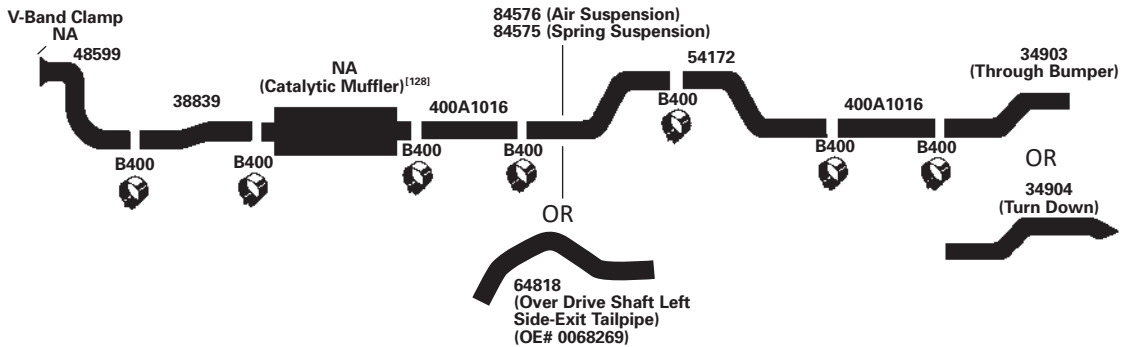 V-Band Clamp
NA
48599
38839
NA
(Catalytic Muffler)[128]
400A1016
84576 (Air Suspension)
84575 (Spring Suspension)
54172
400A1016
34903
(Through Bumper)
B400
B400
B400
B400
B400
B400
B400
OR
34904
(Turn Down)
OR
64818
(Over Drive Shaft Left
Side-Exit Tailpipe)
(OE# 0068269)